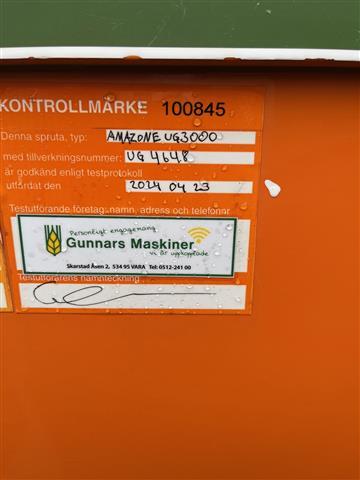 KONTROLLMÄRKE 100845
Denna spruta, typ: AMAZONE UG3000
med tillverkningsnummer: UG 4648
är godkänd enligt testprotokoll
utfärdat den 2024 04 23
Testutförande företag: namn, adress och telefonnr
Personligt engagemang
Gunnars Maskiner
vi är uppkopplade
Skarstad Åsen 2, 534 95 VARA Tel: 0512-241 00
Testutförarens namnteckning